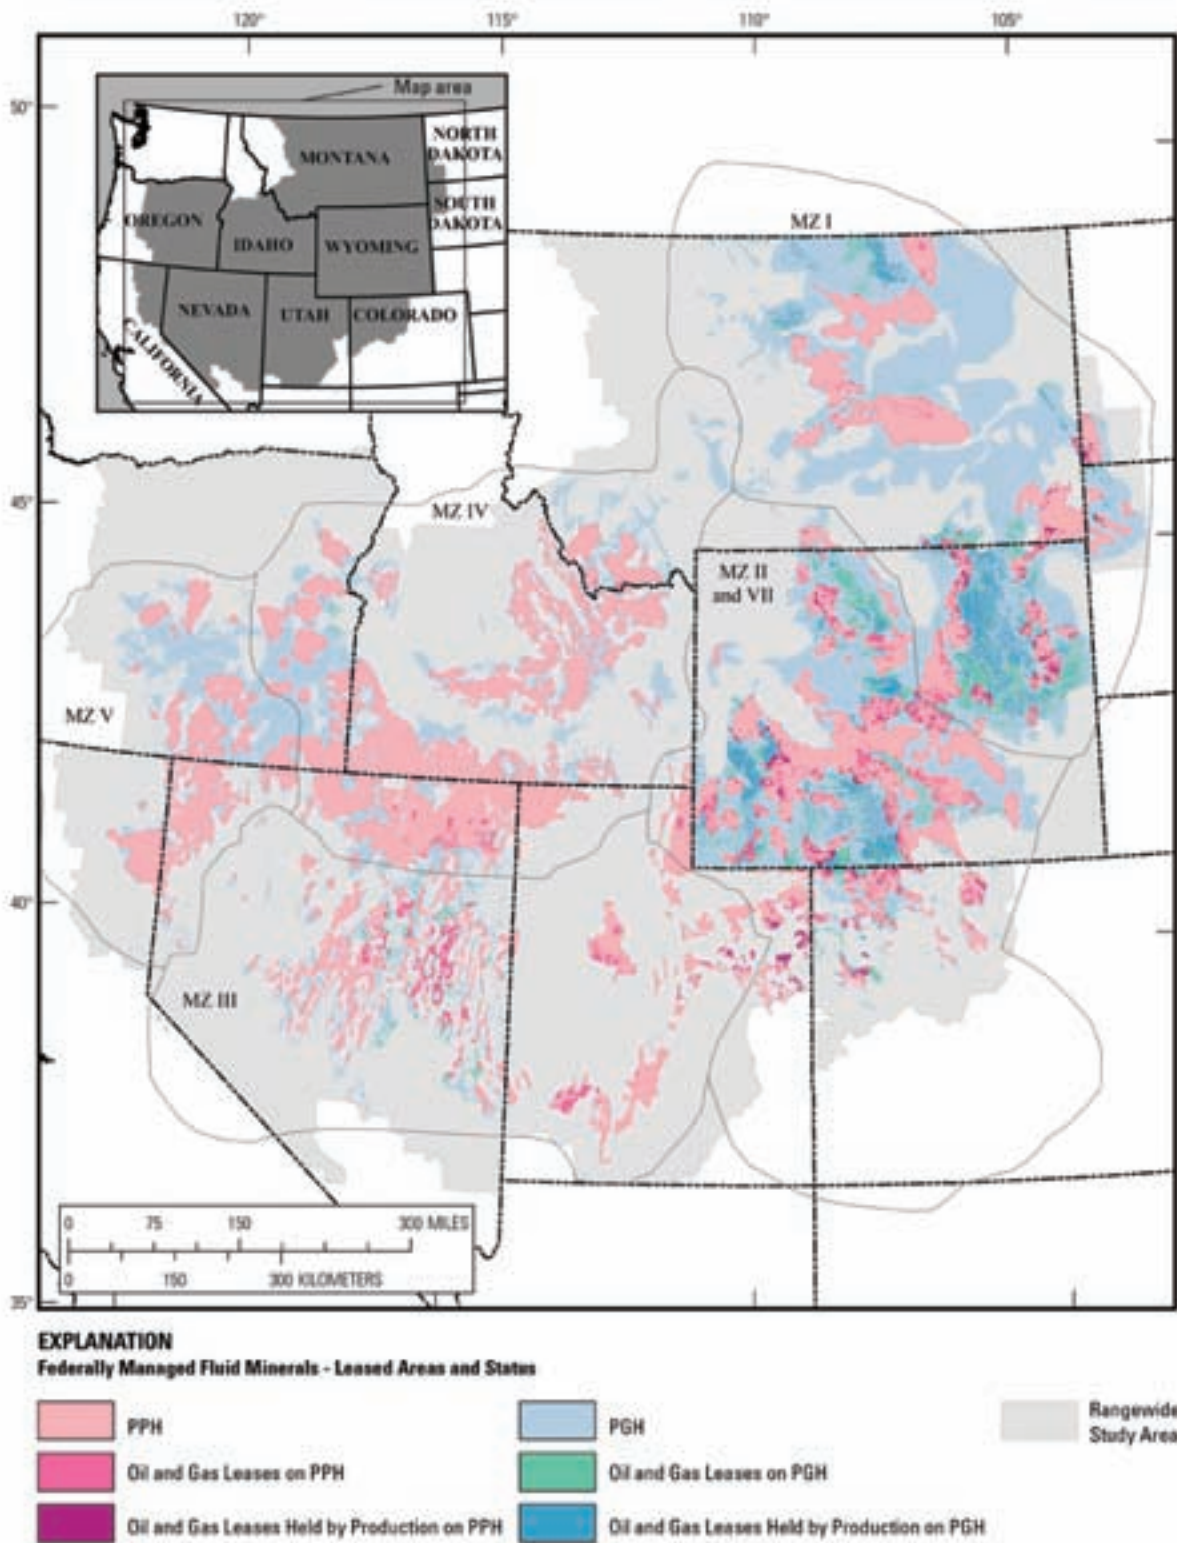 120° 115° 110° 105°
50°
Map area
NORTH
DAKOTA
MONTANA
SOUTH
DAKOTA
OREGON
IDAHO
WYOMING
NEVADA
UTAH
COLORADO
CALIFORNIA
MZ I
45°
MZ IV
MZ II
and VII
MZ V
40°
MZ III
0 75 150 300 MILES
0 150 300 KILOMETERS
35°
EXPLANATION
Federally Managed Fluid Minerals - Leased Areas and Status
PPH
PGH
Rangewide
Study Area
Oil and Gas Leases on PPH
Oil and Gas Leases on PGH
Oil and Gas Leases Held by Production on PPH
Oil and Gas Leases Held by Production on PGH